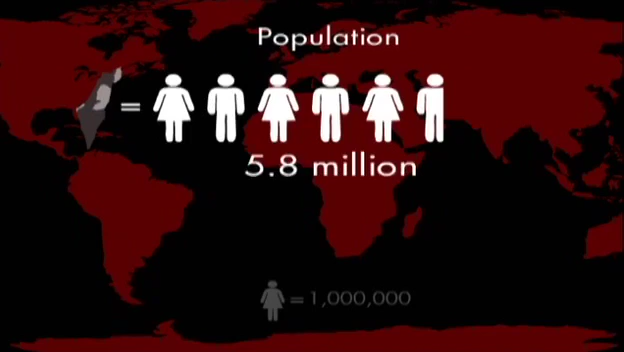 Population
=
5.8 million
= 1,000,000